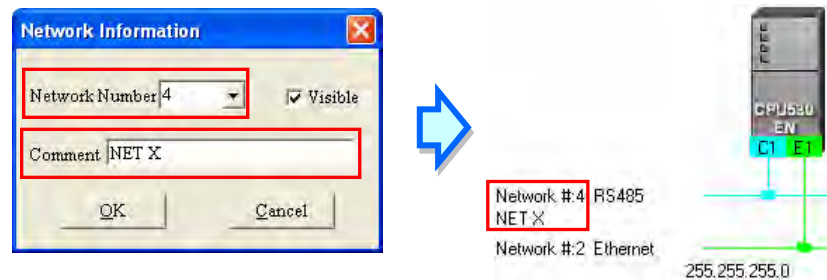 Network Information
Network Number 4
Visible
Comment NET X
OK
Cancel
CPU530
EN
C1 E1
Network #:4 RS485
NET X
Network #:2 Ethernet
255.255.255.0